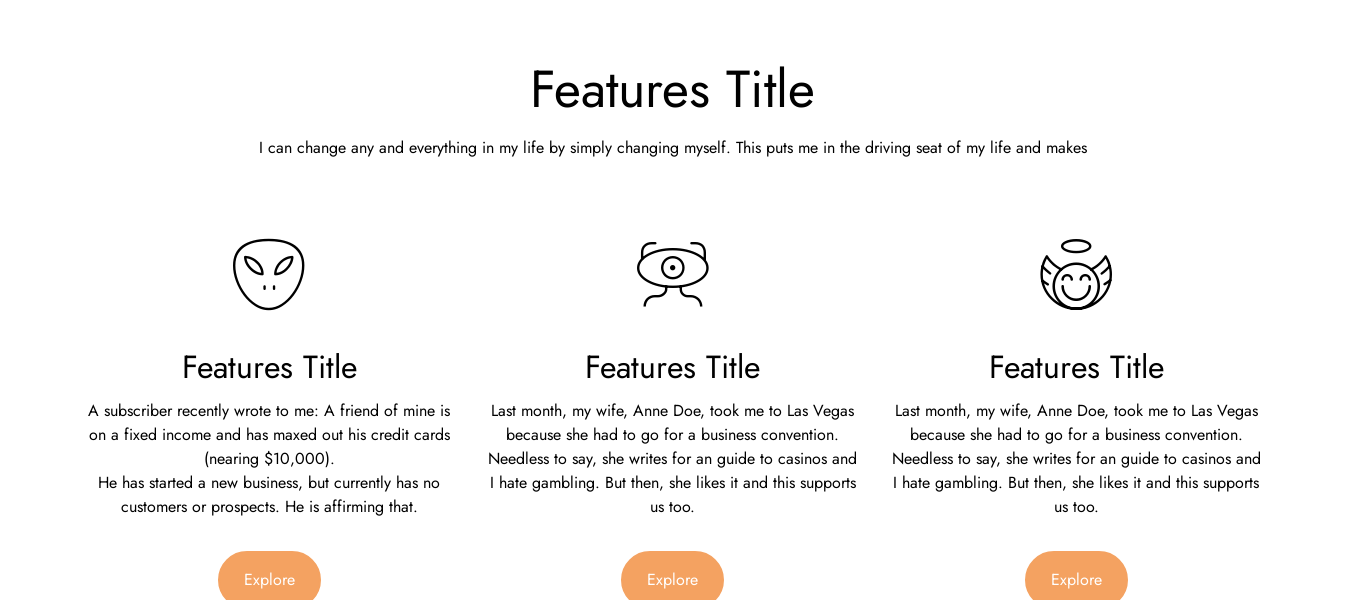 Features Title
I can change any and everything in my life by simply changing myself. This puts me in the driving seat of my life and makes
Features Title
A subscriber recently wrote to me: A friend of mine is
on a fixed income and has maxed out his credit cards
(nearing $10,000).
He has started a new business, but currently has no
customers or prospects. He is affirming that.
Explore
Features Title
Last month, my wife, Anne Doe, took me to Las Vegas
because she had to go for a business convention.
Needless to say, she writes for an guide to casinos and
I hate gambling. But then, she likes it and this supports
us too.
Explore
Features Title
Last month, my wife, Anne Doe, took me to Las Vegas
because she had to go for a business convention.
Needless to say, she writes for an guide to casinos and
I hate gambling. But then, she likes it and this supports
us too.
Explore